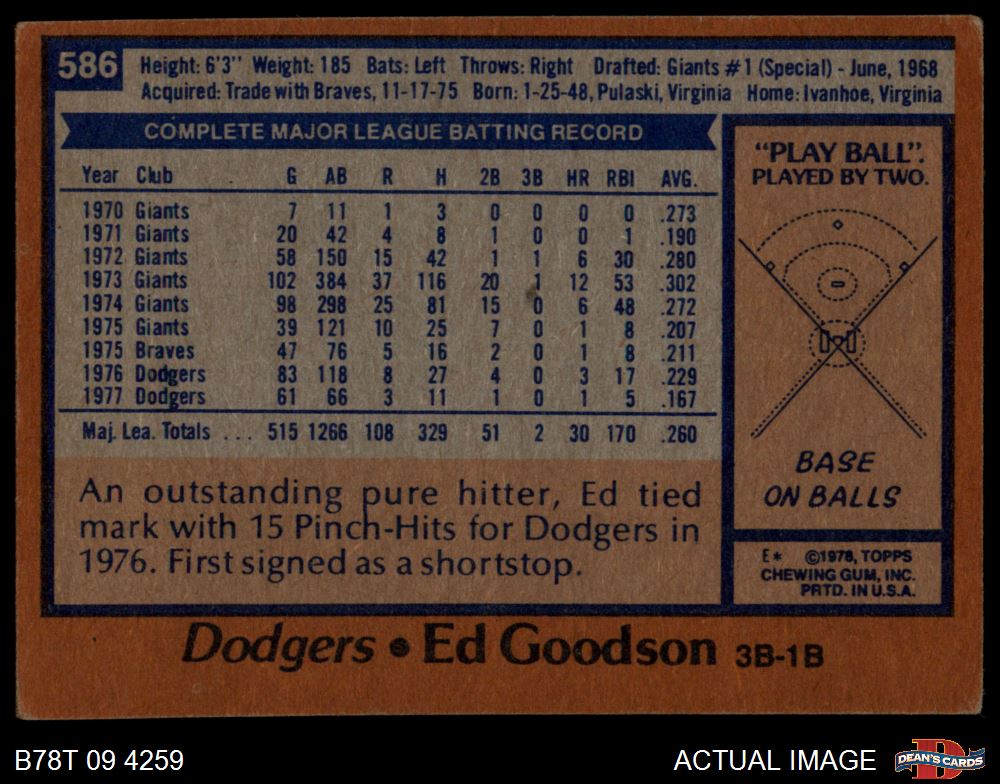 586
Height: 6'3" Weight: 185 Bats: Left Throws: Right Drafted: Giants #1 (Special) - June, 1968
Acquired: Trade with Braves, 11-17-75 Born: 1-25-48, Pulaski, Virginia Home: Ivanhoe, Virginia
COMPLETE MAJOR LEAGUE BATTING RECORD
Year Club G AB R H 2B 3B HR RBI AVG.
1970 Giants 7 11 1 3 0 0 0 0 .273
1971 Giants 20 42 4 8 1 0 0 1 .190
1972 Giants 58 150 15 42 1 1 6 30 .280
1973 Giants 102 384 37 116 20 1 12 53 .302
1974 Giants 98 298 25 81 15 0 6 48 .272
1975 Giants 39 121 10 25 7 0 1 8 .207
1975 Braves 47 76 5 16 2 0 1 8 .211
1976 Dodgers 83 118 8 27 4 0 3 17 .229
1977 Dodgers 61 66 3 11 1 0 1 5 .167
Maj. Lea. Totals ... 515 1266 108 329 51 2 30 170 .260
An outstanding pure hitter, Ed tied
mark with 15 Pinch-Hits for Dodgers in
1976. First signed as a shortstop.
"PLAY BALL".
PLAYED BY TWO.
BASE
ON BALLS
E* ©1978, TOPPS
CHEWING GUM, INC.
PRTD. IN U.S.A.
Dodgers • Ed Goodson 3B-1B
B78T 09 4259
ACTUAL IMAGE
D
DEAN'S CARDS